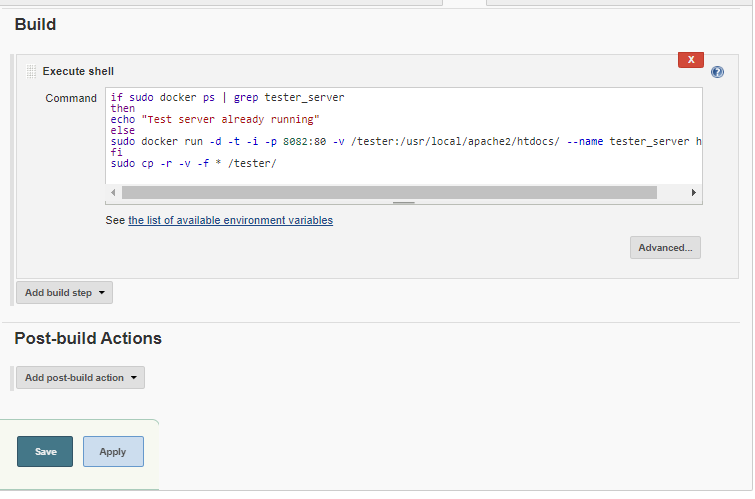 Build
X
Execute shell
?
Command
if sudo docker ps | grep tester_server
then
echo "Test server already running"
else
sudo docker run -d -t -i -p 8082:80 -v /tester:/usr/local/apache2/htdocs/ --name tester_server h
fi
sudo cp -r -v -f * /tester/
See the list of available environment variables
Advanced...
Add build step
Post-build Actions
Add post-build action
Save Apply